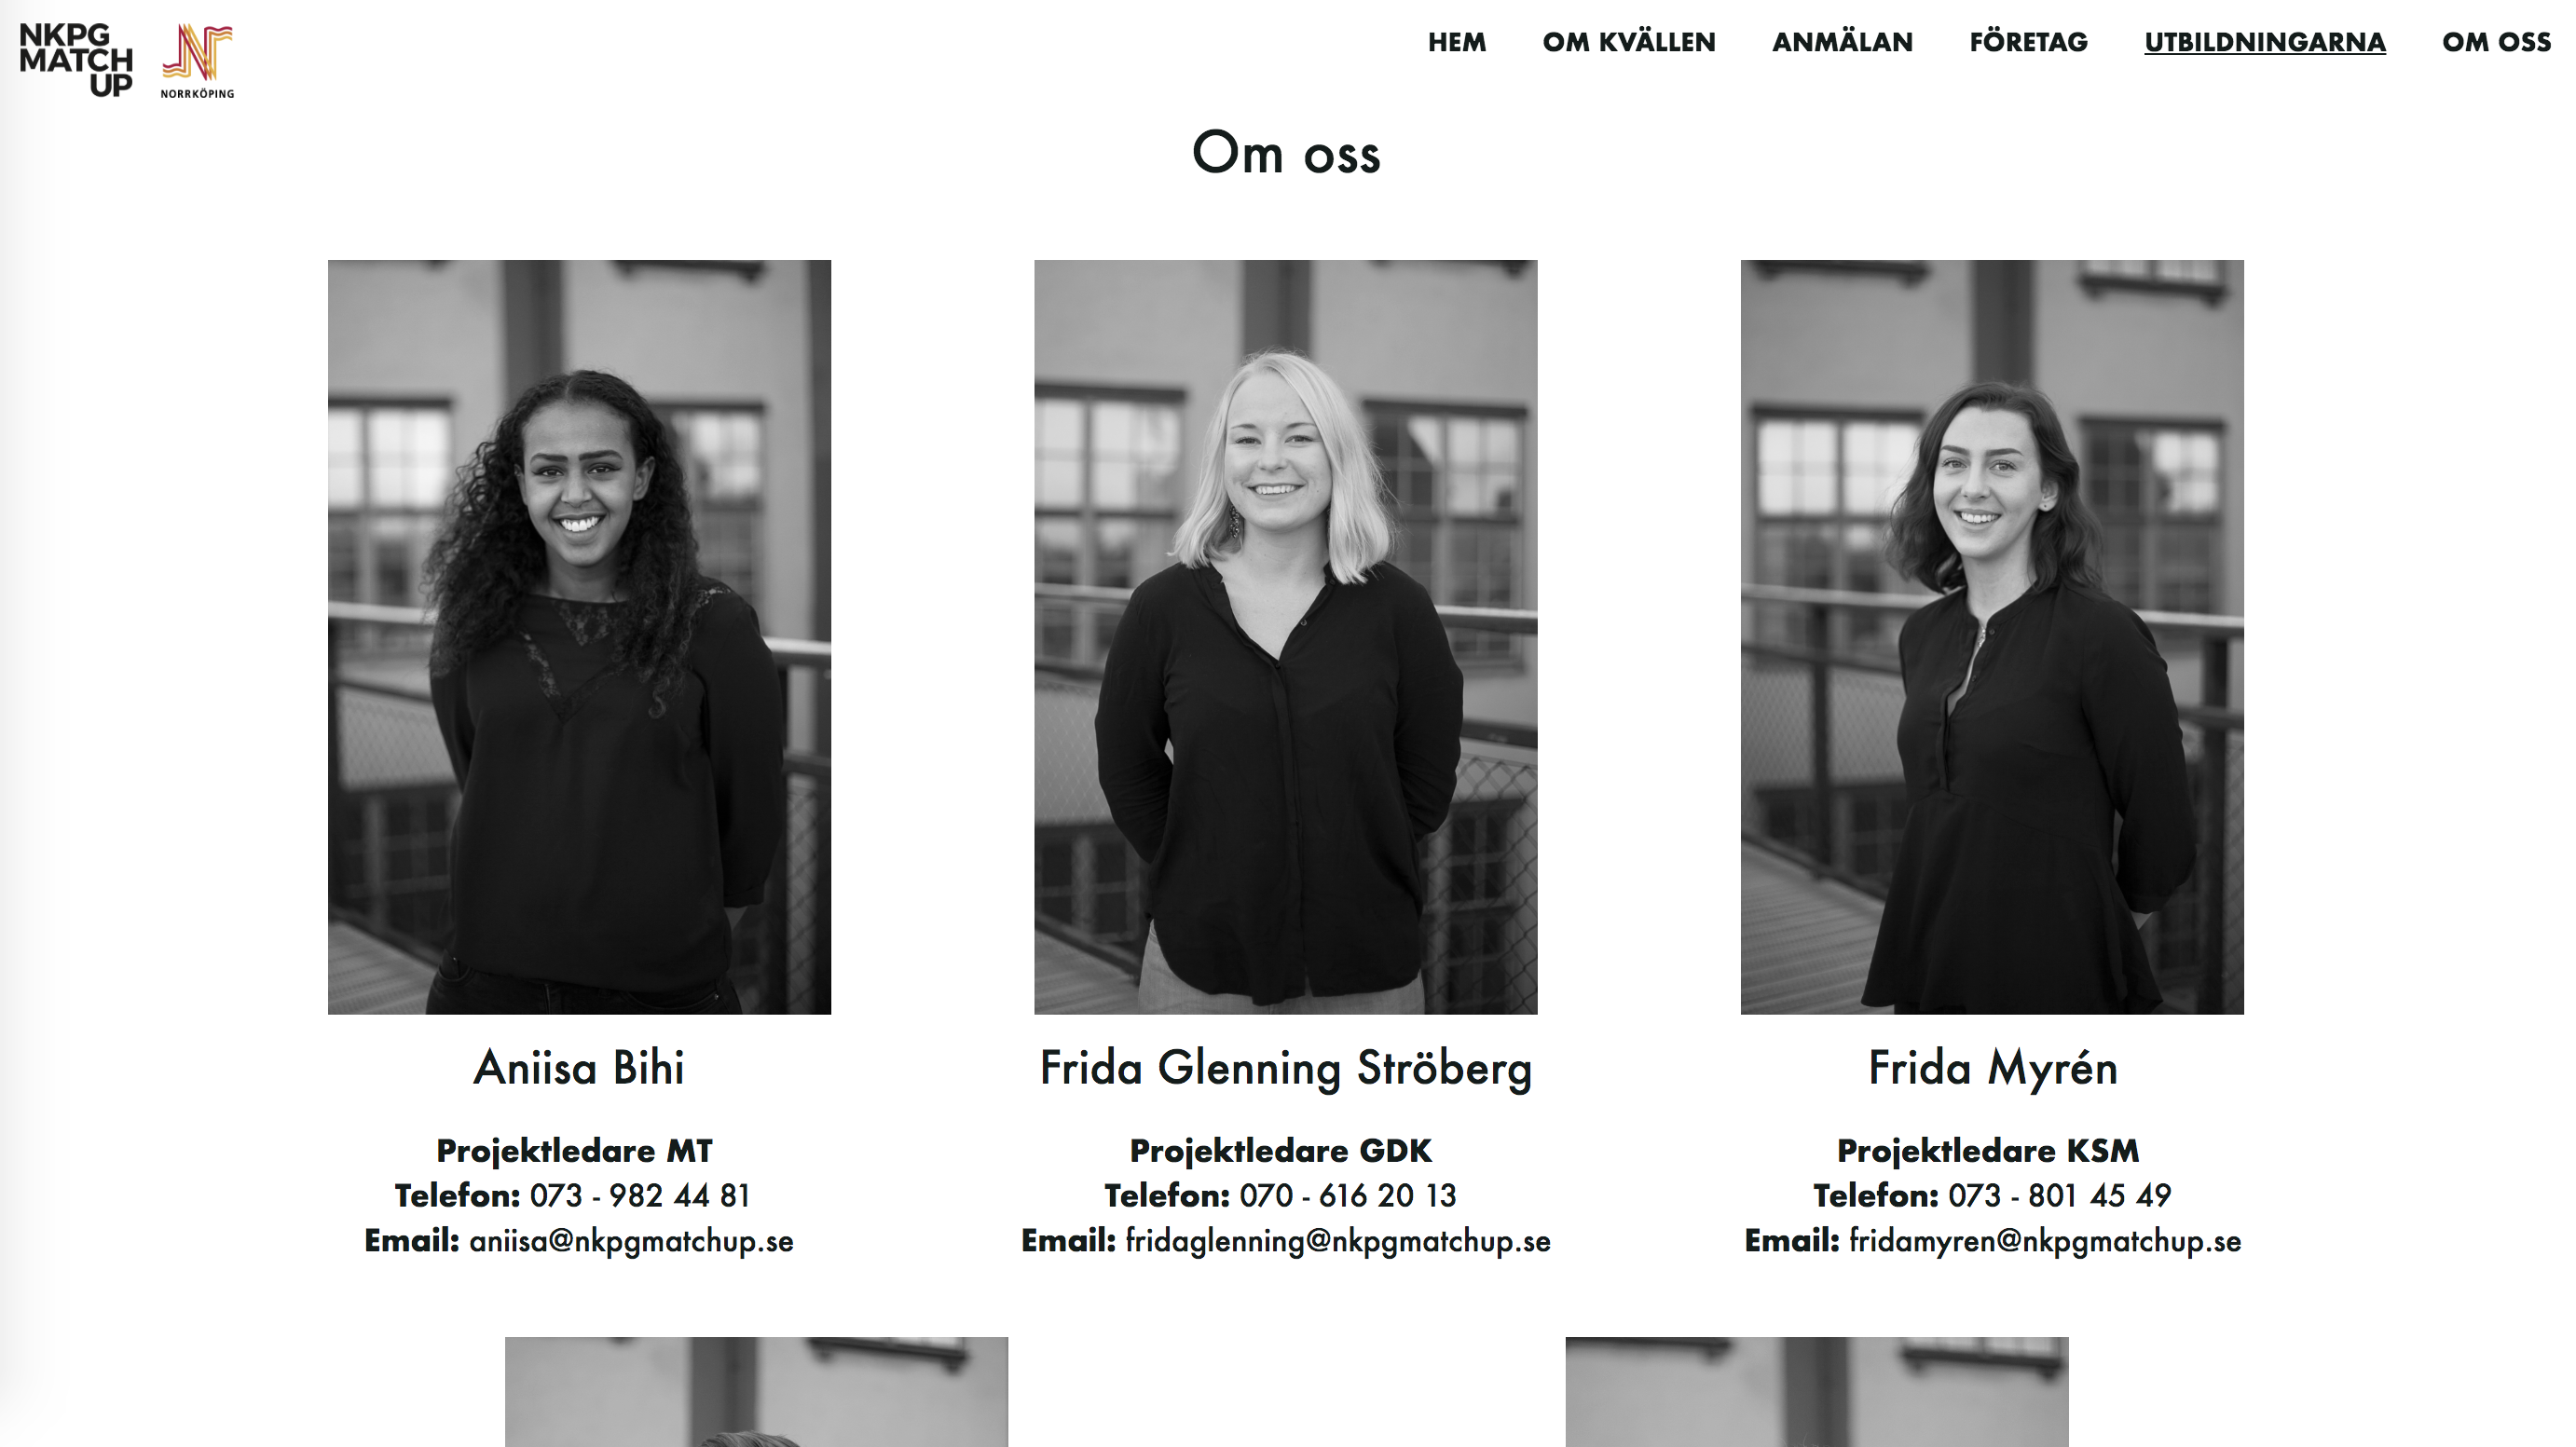 NKPG
MATCH
UP
NORRKÖPING
HEM OM KVÄLLEN ANMÄLAN FÖRETAG UTBILDNINGARNA OM OSS
Om oss
Aniisa Bihi
Projektledare MT
Telefon: 073 - 982 44 81
Email: aniisa@nkpgmatchup.se
Frida Glenning Ströberg
Projektledare GDK
Telefon: 070 - 616 20 13
Email: fridaglenning@nkpgmatchup.se
Frida Myrén
Projektledare KSM
Telefon: 073 - 801 45 49
Email: fridamyren@nkpgmatchup.se